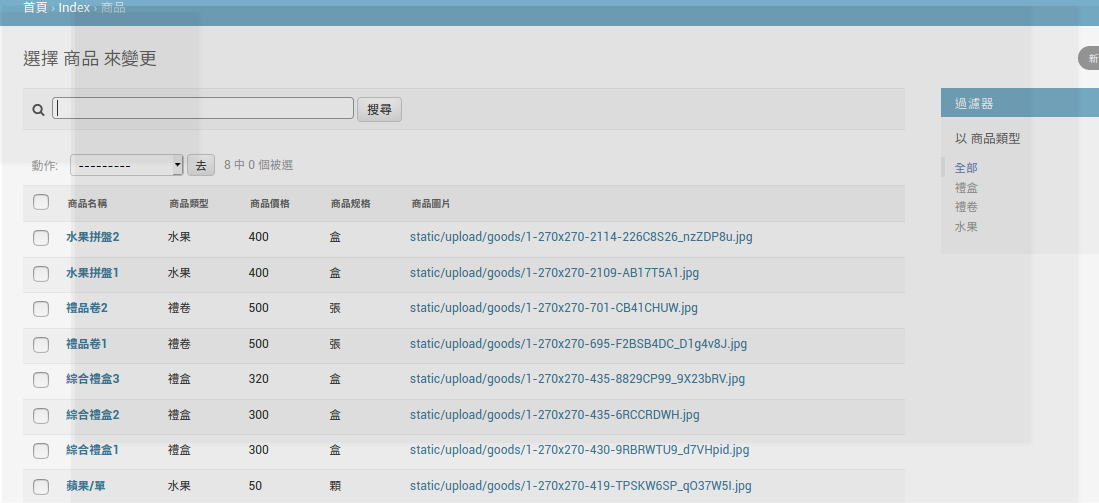 首頁 › Index › 商品
選擇 商品 來變更
新
搜尋
動作: --------- 去 8 中 0 個被選
商品名稱 商品類型 商品價格 商品规格 商品圖片
水果拼盤2 水果 400 盒 static/upload/goods/1-270x270-2114-226C8S26_nzZDP8u.jpg
水果拼盤1 水果 400 盒 static/upload/goods/1-270x270-2109-AB17T5A1.jpg
禮品卷2 禮卷 500 張 static/upload/goods/1-270x270-701-CB41CHUW.jpg
禮品卷1 禮卷 500 張 static/upload/goods/1-270x270-695-F2BSB4DC_D1g4v8J.jpg
綜合禮盒3 禮盒 320 盒 static/upload/goods/1-270x270-435-8829CP99_9X23bRV.jpg
綜合禮盒2 禮盒 300 盒 static/upload/goods/1-270x270-435-6RCCRDWH.jpg
綜合禮盒1 禮盒 300 盒 static/upload/goods/1-270x270-430-9RBRWTU9_d7VHpid.jpg
蘋果/單 水果 50 顆 static/upload/goods/1-270x270-419-TPSKW6SP_qO37W5I.jpg
過濾器
以 商品類型
全部
禮盒
禮卷
水果